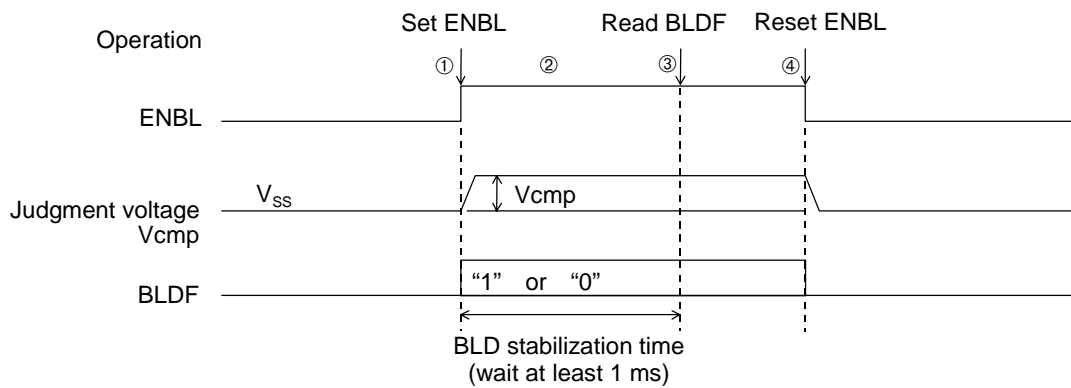 Set ENBL Read BLDF Reset ENBL
Operation
① ② ③ ④
ENBL
VSS Vcmp
Judgment voltage
Vcmp
“1” or “0”
BLDF
BLD stabilization time
(wait at least 1 ms)